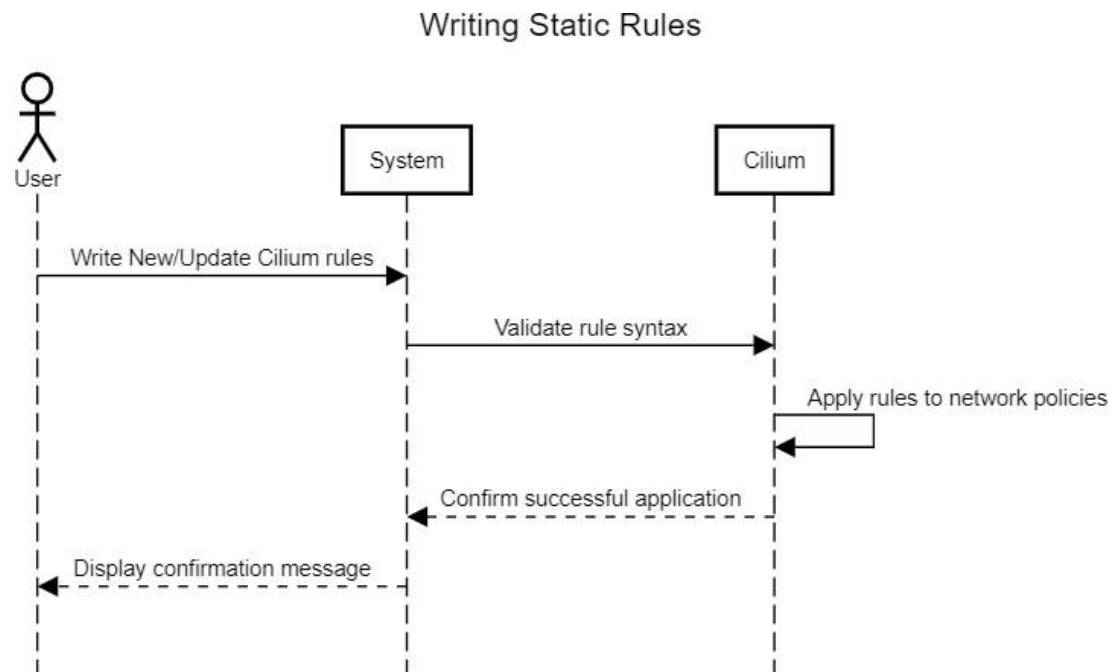 Writing Static Rules
System
Cilium
User
Write New/Update Cilium rules
Validate rule syntax
Apply rules to network policies
Confirm successful application
Display confirmation message